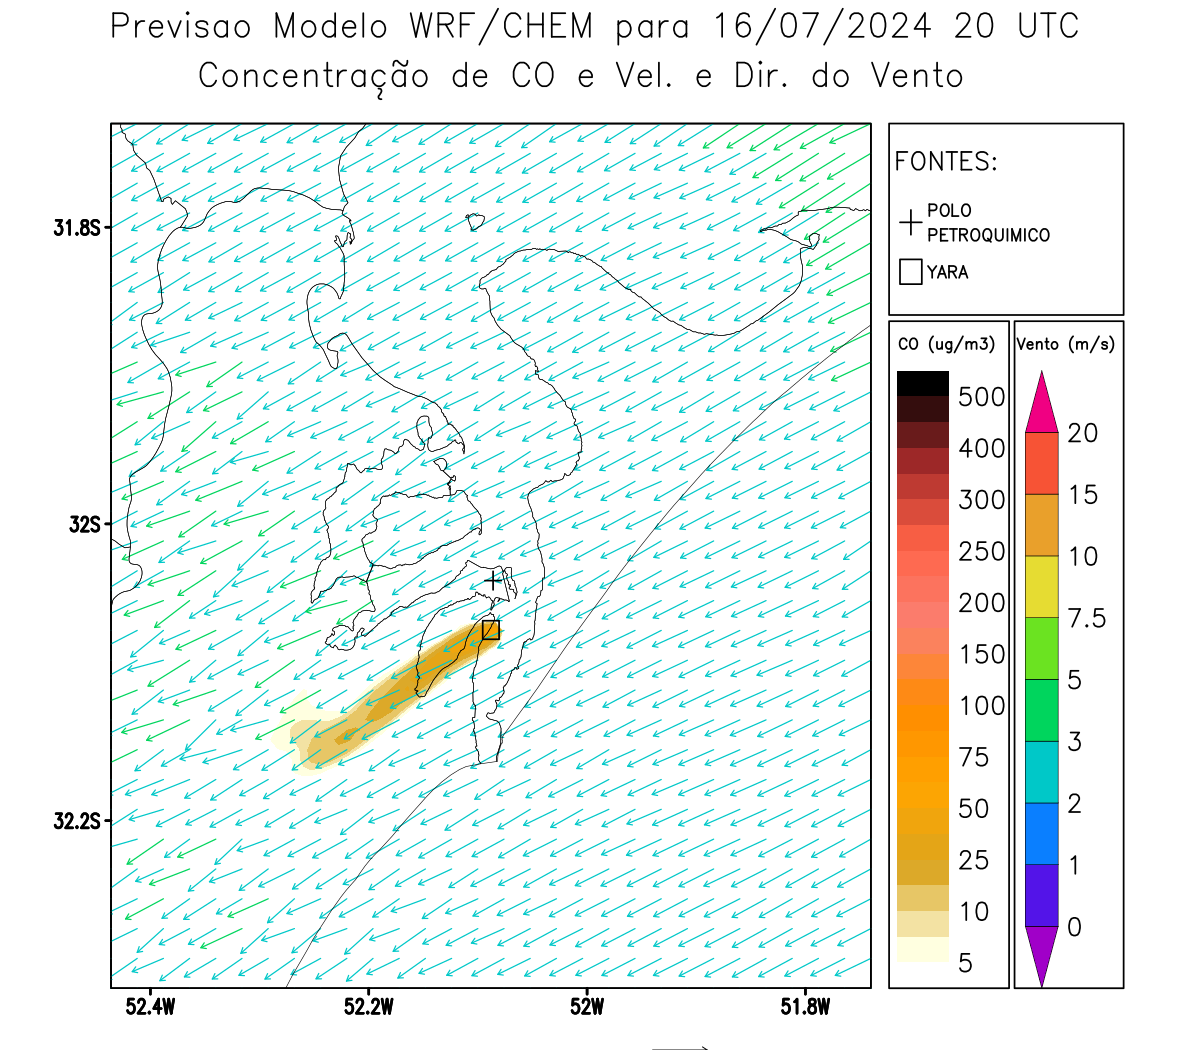 Previsao Modelo WRF/CHEM para 16/07/2024 20 UTC
Concentração de CO e Vel. e Dir. do Vento
FONTES:
POLO
PETROQUIMICO
YARA
CO (ug/m3)
500
400
300
250
200
150
100
75
50
25
10
5
Vento (m/s)
20
15
10
7.5
5
3
2
1
0
31.8S
32S
32.2S
52.4W
52.2W
52W
51.8W